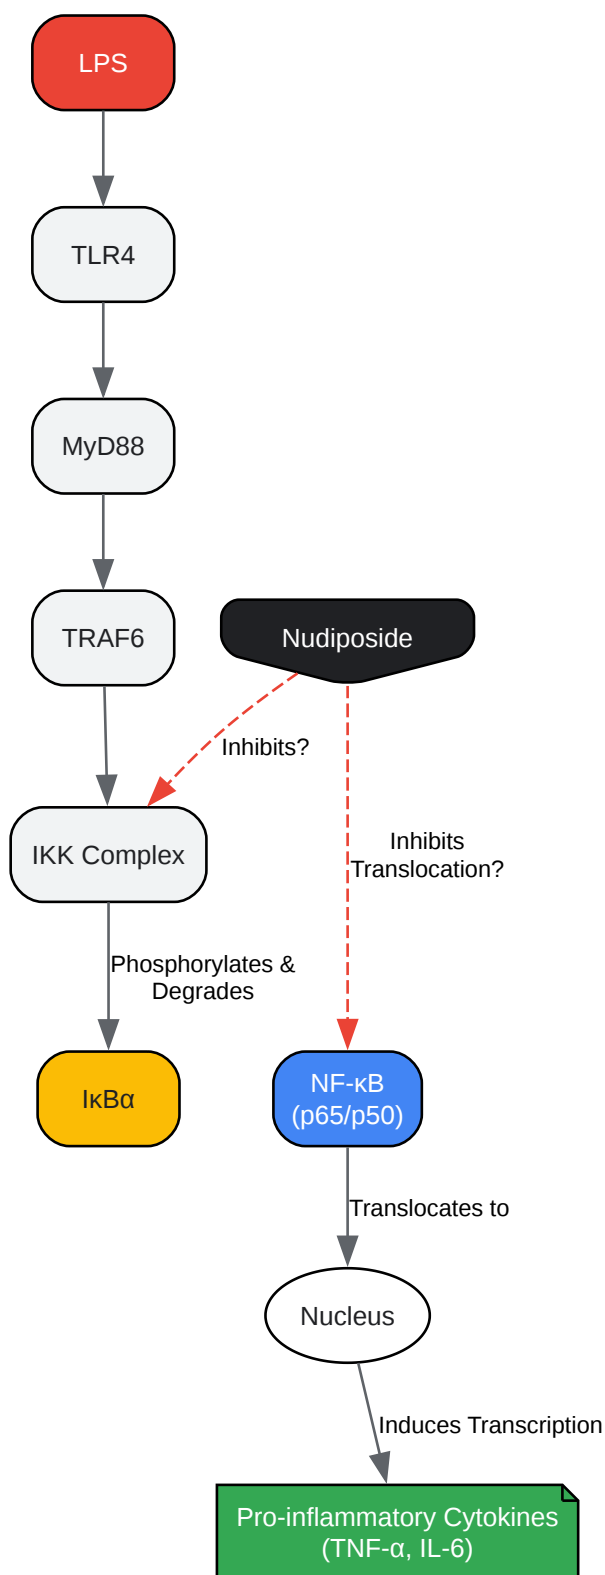 LPS
TLR4
MyD88
TRAF6
Nudiposide
Inhibits?
IKK Complex
Inhibits
Translocation?
Phosphorylates &
Degrades
IκBα
NF-κB
(p65/p50)
Translocates to
Nucleus
Induces Transcription
Pro-inflammatory Cytokines
(TNF-α, IL-6)